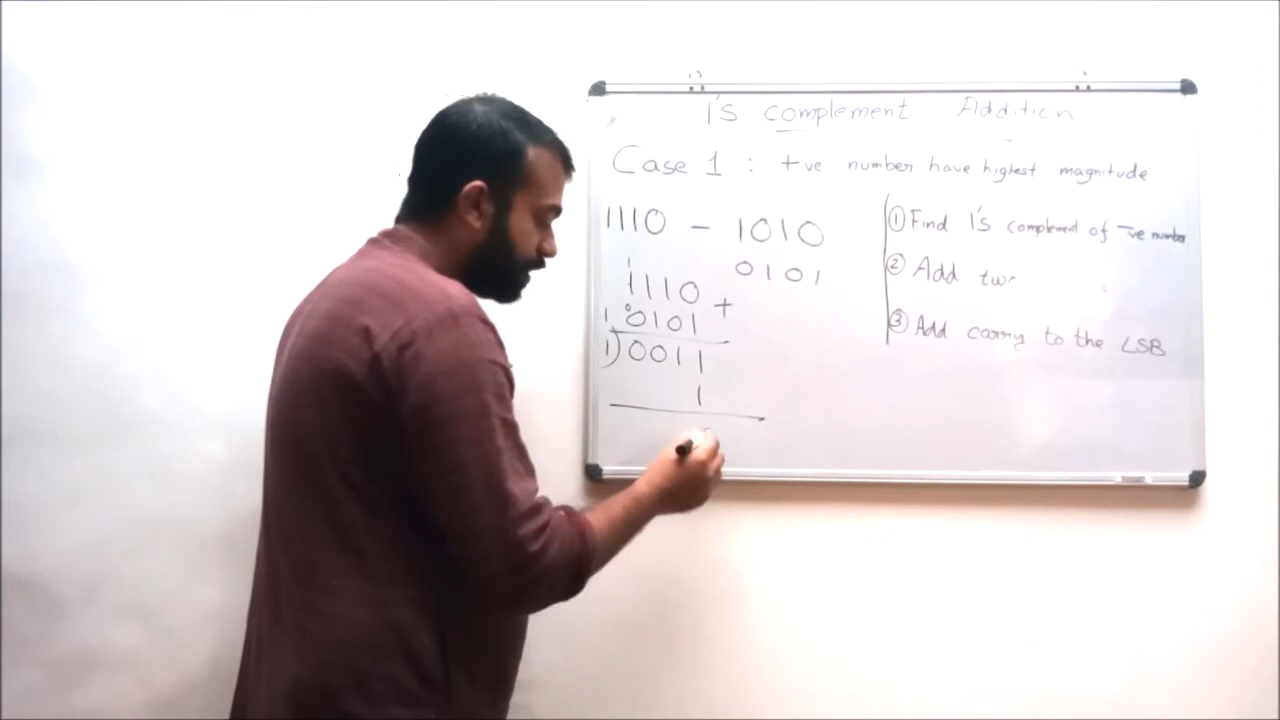 1's complement Addition
Case 1 : +ve number have highest magnitude
1110 - 1010
0101
1
1110 +
0101
1) 0011
1
① Find 1's complement of -ve number
② Add two
③ Add carry to the LSB